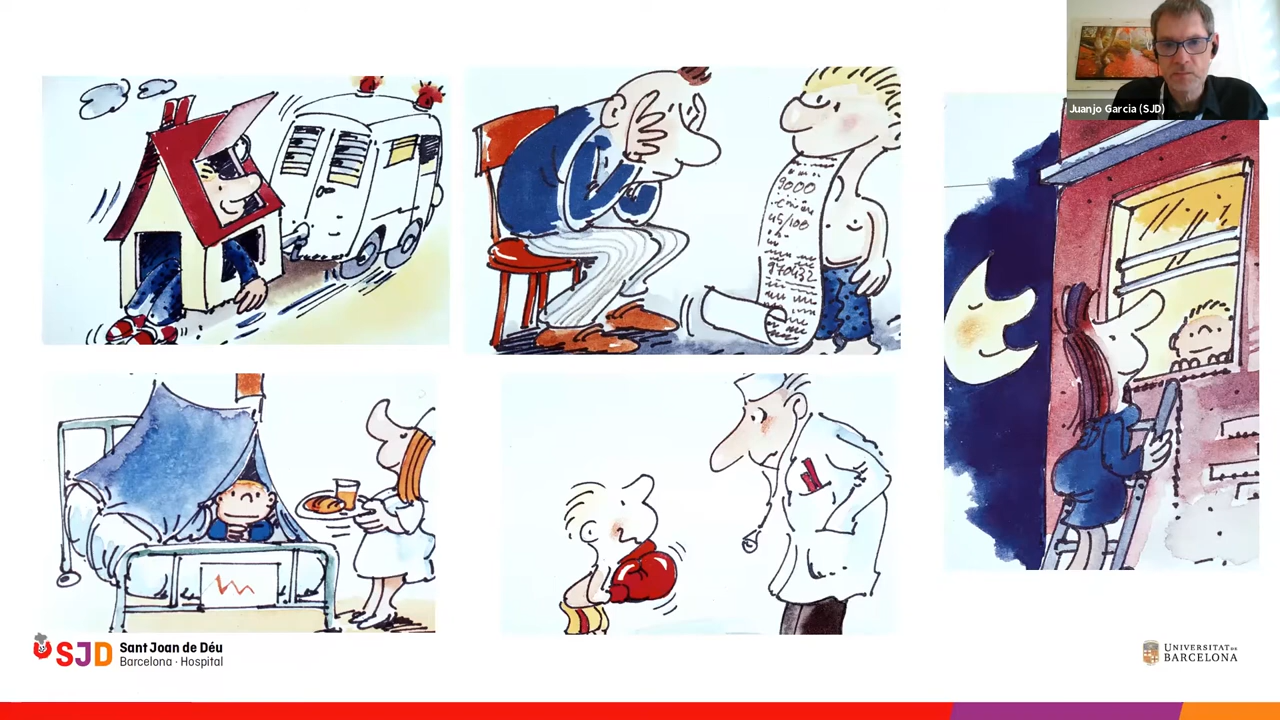 Juanjo Garcia (SJD)
9000
45/100
SJD Sant Joan de Déu
Barcelona · Hospital
UNIVERSITAT DE
BARCELONA